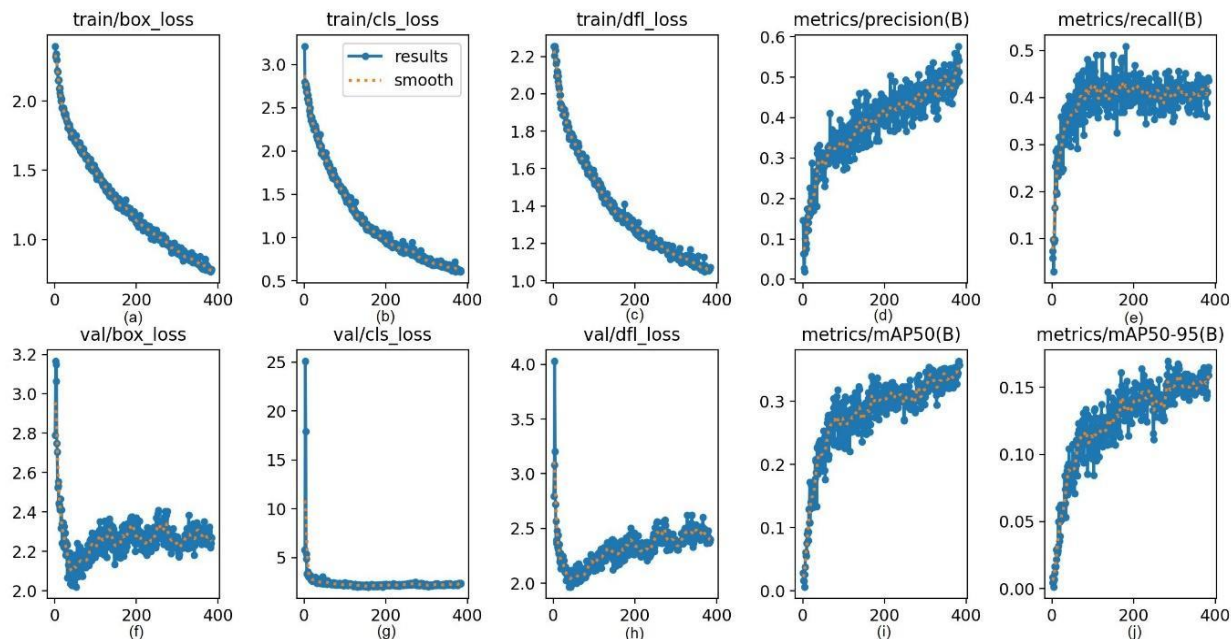 train/box_loss
train/cls_loss
train/dfl_loss
metrics/precision(B)
metrics/recall(B)
2.0
1.5
1.0
0 200 400
(a)
3.0
2.5
2.0
1.5
1.0
0.5
results
smooth
0 200 400
(b)
2.2
2.0
1.8
1.6
1.4
1.2
1.0
0 200 400
(c)
0.6
0.5
0.4
0.3
0.2
0.1
0.0
0 200 400
(d)
0.5
0.4
0.3
0.2
0.1
0 200 400
(e)
val/box_loss
val/cls_loss
val/dfl_loss
metrics/mAP50(B)
metrics/mAP50-95(B)
3.2
3.0
2.8
2.6
2.4
2.2
2.0
0 200 400
(f)
25
20
15
10
5
0 200 400
(g)
4.0
3.5
3.0
2.5
2.0
0 200 400
(h)
0.3
0.2
0.1
0.0
0 200 400
(i)
0.15
0.10
0.05
0.00
0 200 400
(j)